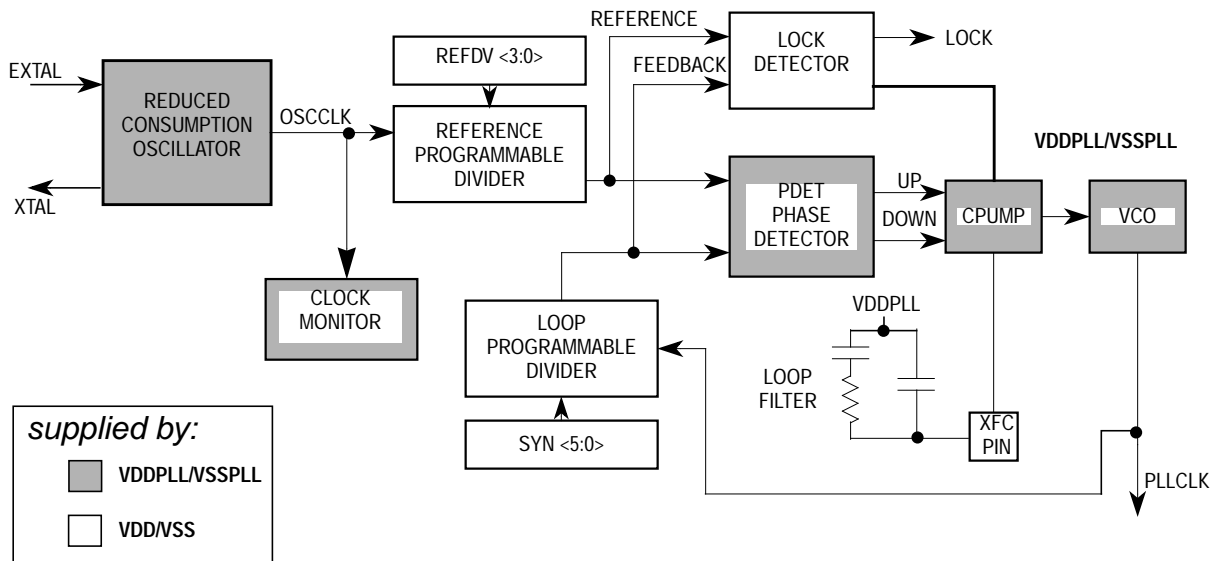 REFERENCE
REFDV <3:0>
LOCK
DETECTOR
LOCK
EXTAL
FEEDBACK
REDUCED
CONSUMPTION
OSCILLATOR
OSCCLK
REFERENCE
PROGRAMMABLE
DIVIDER
VDDPLL/VSSPLL
XTAL
PDET
PHASE
DETECTOR
UP
DOWN
CPUMP
VCO
CLOCK
MONITOR
LOOP
PROGRAMMABLE
DIVIDER
VDDPLL
LOOP
FILTER
XFC
PIN
SYN <5:0>
PLLCLK
supplied by:
VDDPLL/VSSPLL
VDD/VSS